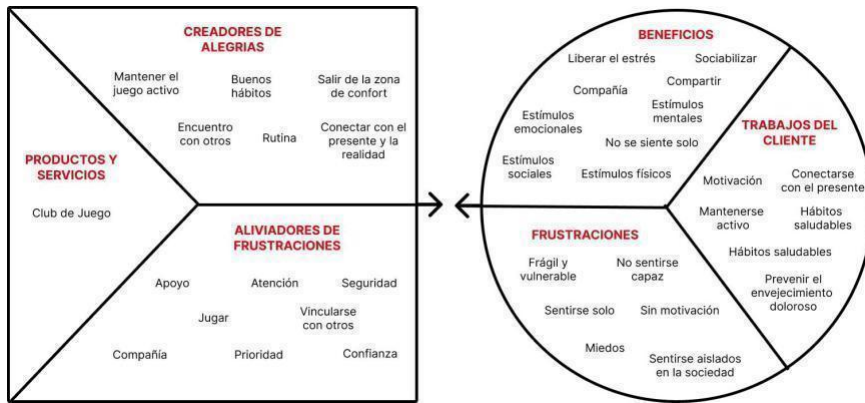 CREADORES DE
ALEGRIAS
Mantener el
juego activo
Buenos
hábitos
Salir de la zona
de confort
Encuentro
con otros
Rutina
Conectar con el
presente y la
realidad
PRODUCTOS Y
SERVICIOS
Club de Juego
ALIVIADORES DE
FRUSTRACIONES
Apoyo
Atención
Seguridad
Jugar
Vincularse
con otros
Compañía
Prioridad
Confianza
BENEFICIOS
Liberar el estrés
Sociabilizar
Compañía
Compartir
Estímulos
emocionales
Estímulos
mentales
No se siente solo
Estímulos
sociales
Estímulos físicos
TRABAJOS DEL
CLIENTE
Motivación
Conectarse
con el presente
Mantenerse
activo
Hábitos
saludables
Hábitos saludables
Prevenir el
envejecimiento
doloroso
FRUSTRACIONES
Frágil y
vulnerable
No sentirse
capaz
Sentirse solo
Sin motivación
Miedos
Sentirse aislados
en la sociedad